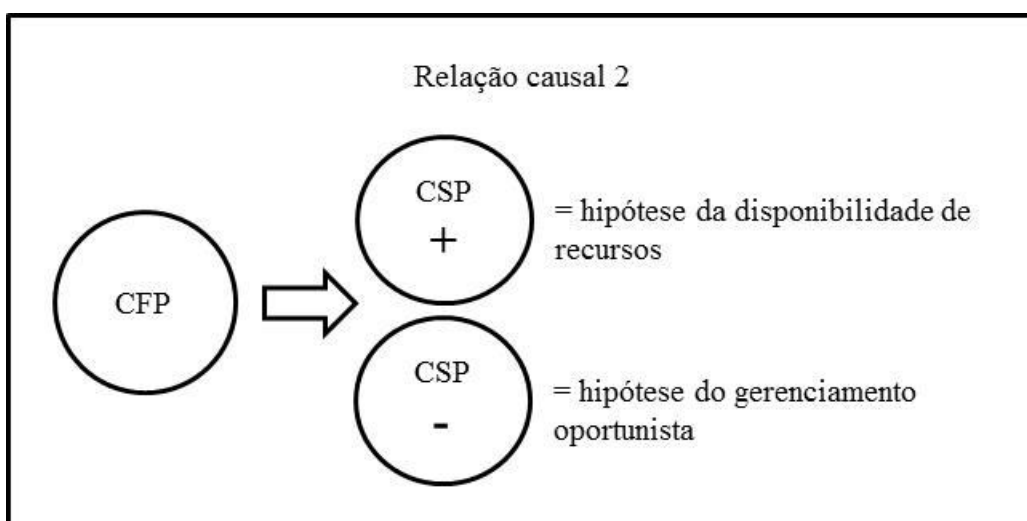 Relação causal 2
CSP
+
= hipótese da disponibilidade de
recursos
CFP
CSP
-
= hipótese do gerenciamento
oportunista